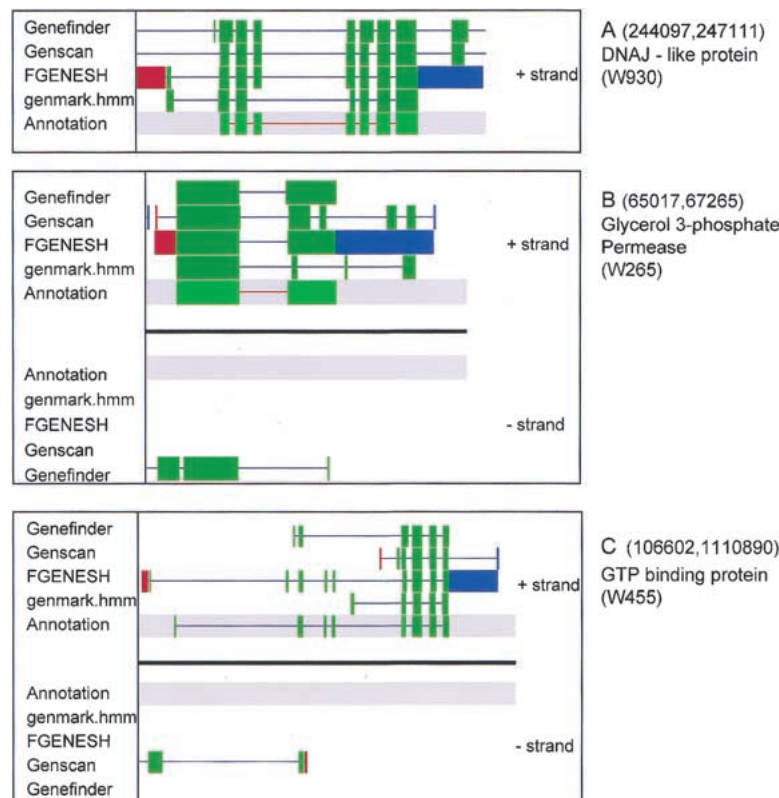 Genefinder
Genscan
FGENESH
genmark.hmm
Annotation
+ strand
A (244097,247111)
DNAJ - like protein
(W930)
Genefinder
Genscan
FGENESH
genmark.hmm
Annotation
+ strand
Annotation
genmark.hmm
FGENESH
Genscan
Genefinder
- strand
B (65017,67265)
Glycerol 3-phosphate
Permease
(W265)
Genefinder
Genscan
FGENESH
genmark.hmm
Annotation
+ strand
Annotation
genmark.hmm
FGENESH
Genscan
Genefinder
- strand
C (106602,1110890)
GTP binding protein
(W455)